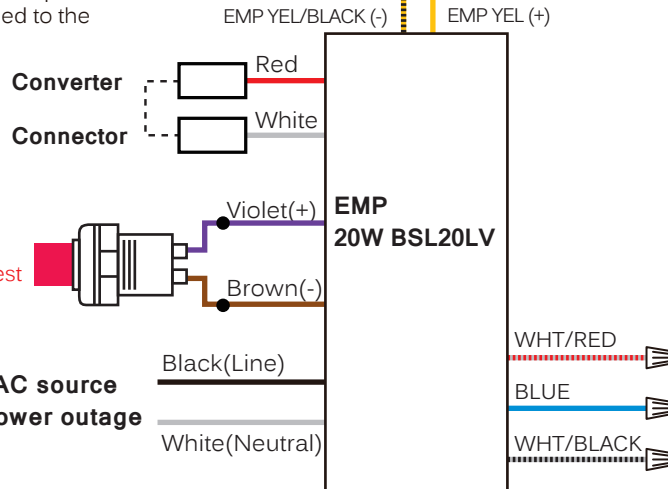 ed to the
EMP YEL/BLACK (-)
EMP YEL (+)
Red
Converter
White
Connector
Violet(+)
EMP
20W BSL20LV
est
Brown(-)
WHT/RED
Black(Line)
AC source
BLUE
ower outage
White(Neutral)
WHT/BLACK